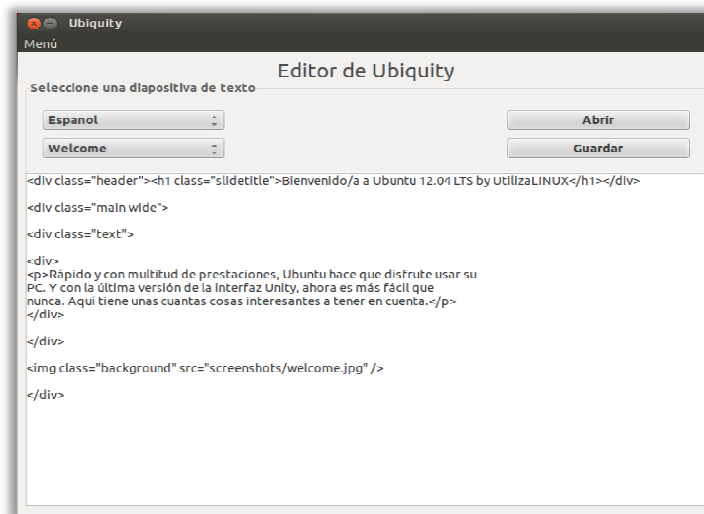 Ubiquity
Menú
Editor de Ubiquity
Seleccione una diapositiva de texto
Espanol
Abrir
Welcome
Guardar
<div class="header"><h1 class="slidetitle">Bienvenido/a a Ubuntu 12.04 LTS by UtilizaLINUX</h1></div>
<div class="main wide">
<div class="text">
<div>
<p>Rápido y con multitud de prestaciones, Ubuntu hace que disfrute usar su
PC. Y con la última versión de la interfaz Unity, ahora es más fácil que
nunca. Aquí tiene unas cuantas cosas interesantes a tener en cuenta.</p>
</div>
</div>
<img class="background" src="screenshots/welcome.jpg" />
</div>